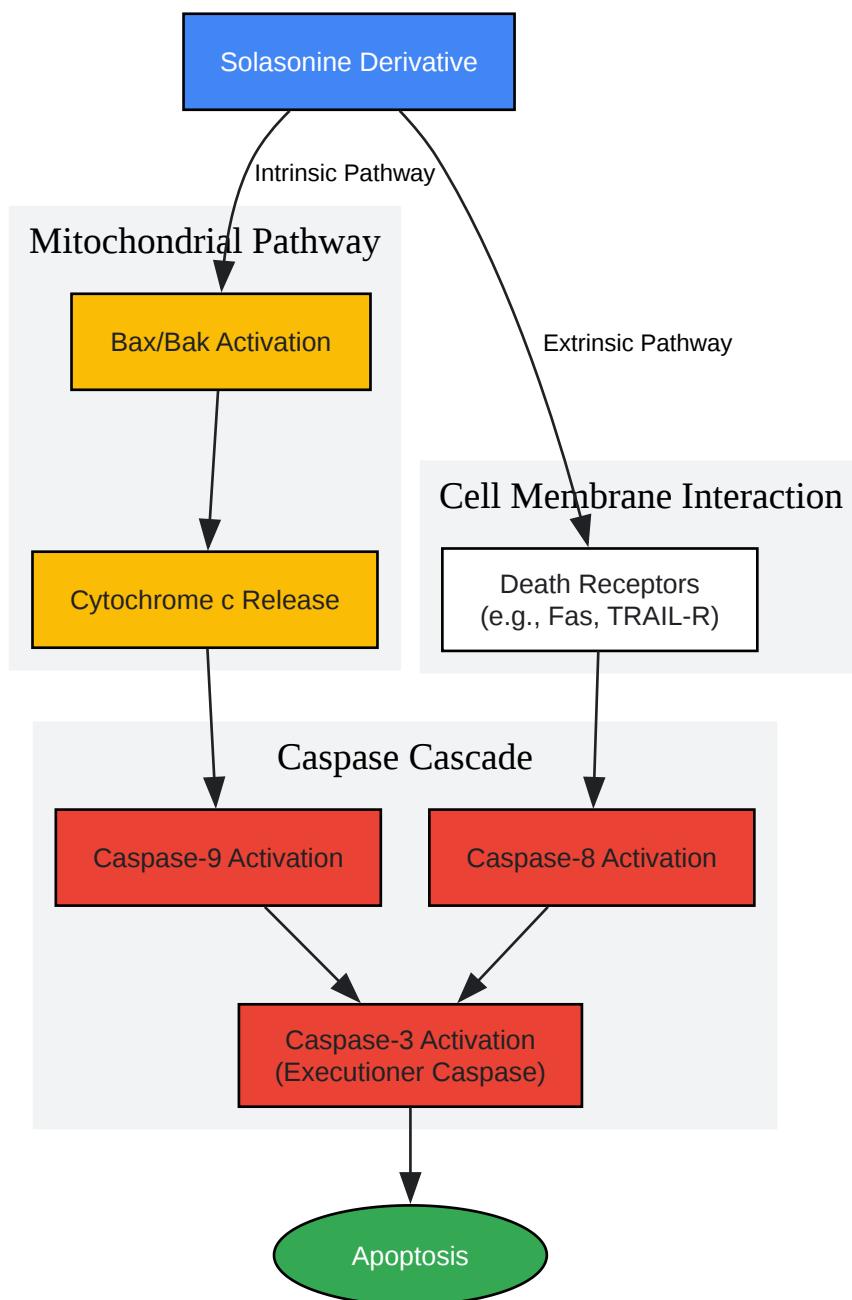 Solasonine Derivative
Intrinsic Pathway
Mitochondrial Pathway
Bax/Bak Activation
Extrinsic Pathway
Cell Membrane Interaction
Cytochrome c Release
Death Receptors
(e.g., Fas, TRAIL-R)
Caspase Cascade
Caspase-9 Activation
Caspase-8 Activation
Caspase-3 Activation
(Executioner Caspase)
Apoptosis